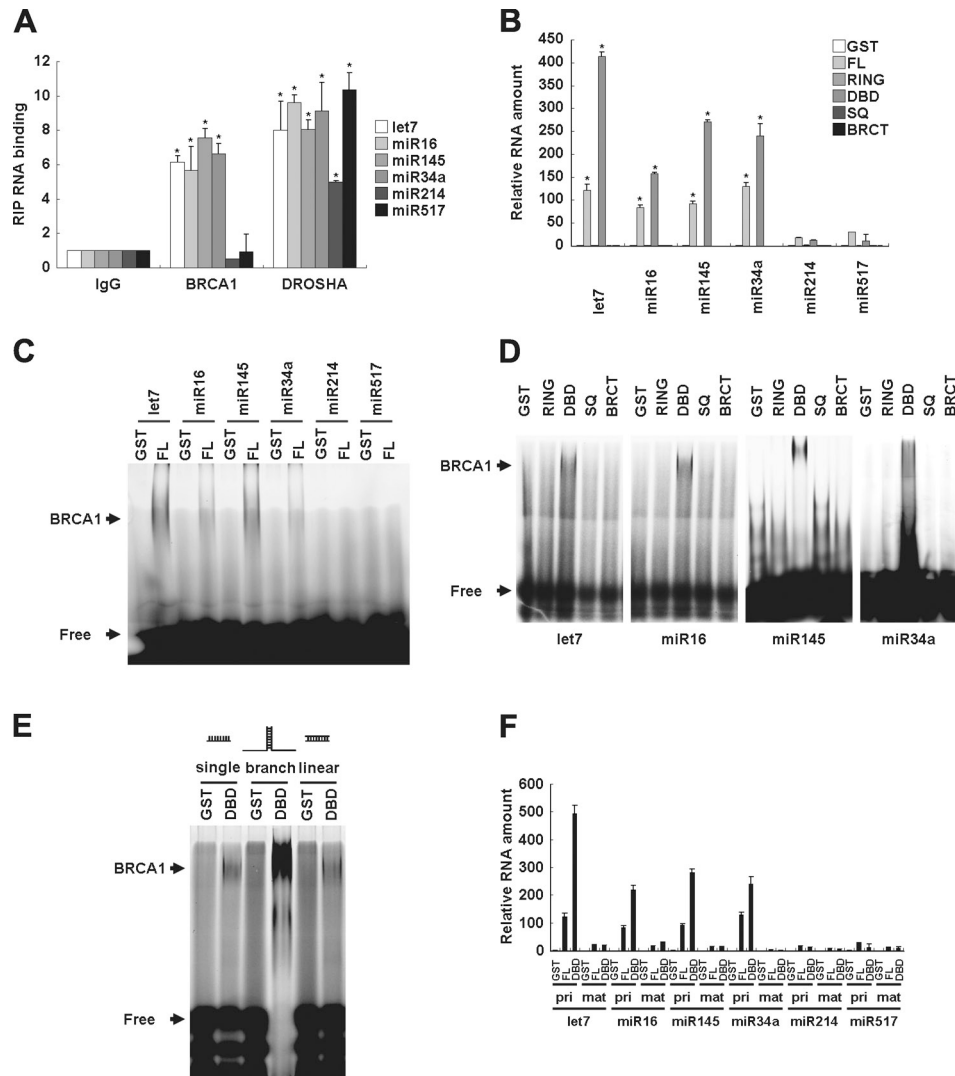 A
RIP RNA binding
12
10
8
6
4
2
0
* * * *
* * * * * *
IgG BRCA1 DROSHA
let7
miR16
miR145
miR34a
miR214
miR517
B
Relative RNA amount
450
400
350
300
250
200
150
100
50
0
* * * * * * * *
let7 miR16 miR145 miR34a miR214 miR517
GST
FL
RING
DBD
SQ
BRCT
C
let7 miR16 miR145 miR34a miR214 miR517
GST FL GST FL GST FL GST FL GST FL GST FL
BRCA1
Free
D
GST RING DBD SQ BRCT GST RING DBD SQ BRCT GST RING DBD SQ BRCT GST RING DBD SQ BRCT
BRCA1
Free
let7 miR16 miR145 miR34a
E
single branch linear
GST DBD GST DBD GST DBD
BRCA1
Free
F
Relative RNA amount
600
500
400
300
200
100
0
GST FL DBD GST FL DBD GST FL DBD GST FL DBD GST FL DBD GST FL DBD GST FL DBD GST FL DBD GST FL DBD GST FL DBD GST FL DBD GST FL DBD
pri mat pri mat pri mat pri mat pri mat pri mat
let7 miR16 miR145 miR34a miR214 miR517